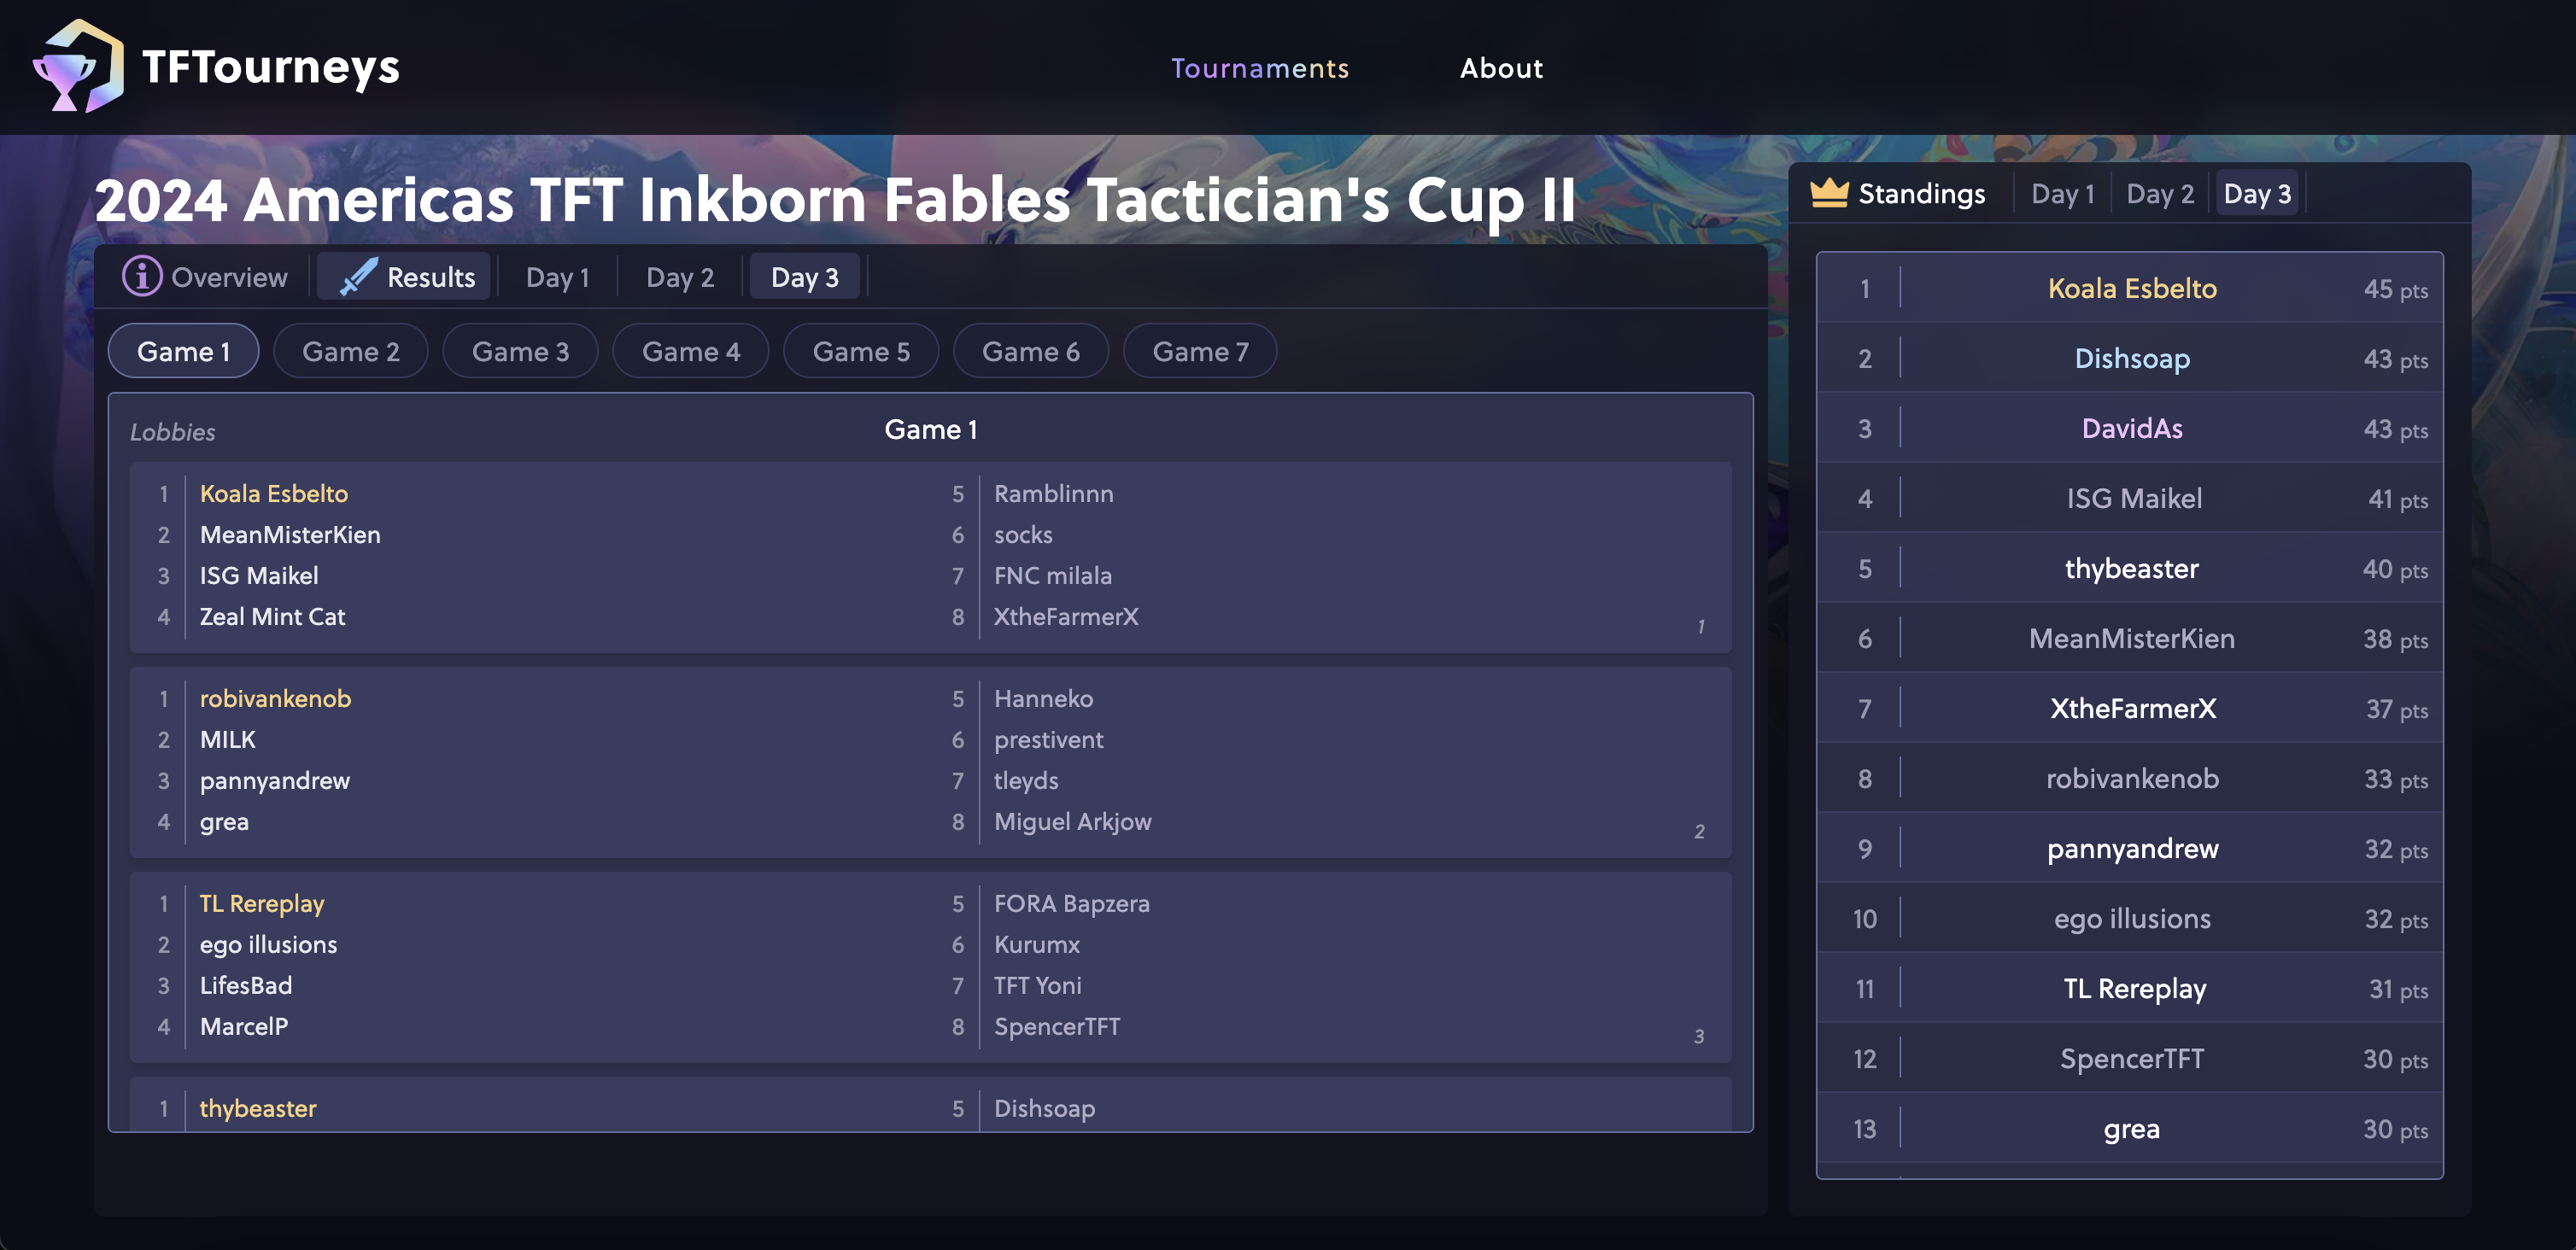 TFTourneys
Tournaments
About
2024 Americas TFT Inkborn Fables Tactician's Cup II
Overview
Results
Day 1
Day 2
Day 3
Game 1
Game 2
Game 3
Game 4
Game 5
Game 6
Game 7
Lobbies
Game 1
1 Koala Esbelto
2 MeanMisterKien
3 ISG Maikel
4 Zeal Mint Cat
5 Ramblinnn
6 socks
7 FNC milala
8 XtheFarmerX
1
1 robivankenob
2 MILK
3 pannyandrew
4 grea
5 Hanneko
6 prestivent
7 tleyds
8 Miguel Arkjow
2
1 TL Rereplay
2 ego illusions
3 LifesBad
4 MarcelP
5 FORA Bapzera
6 Kurumx
7 TFT Yoni
8 SpencerTFT
3
1 thybeaster
5 Dishsoap
Standings
Day 1
Day 2
Day 3
1 Koala Esbelto 45 pts
2 Dishsoap 43 pts
3 DavidAs 43 pts
4 ISG Maikel 41 pts
5 thybeaster 40 pts
6 MeanMisterKien 38 pts
7 XtheFarmerX 37 pts
8 robivankenob 33 pts
9 pannyandrew 32 pts
10 ego illusions 32 pts
11 TL Rereplay 31 pts
12 SpencerTFT 30 pts
13 grea 30 pts